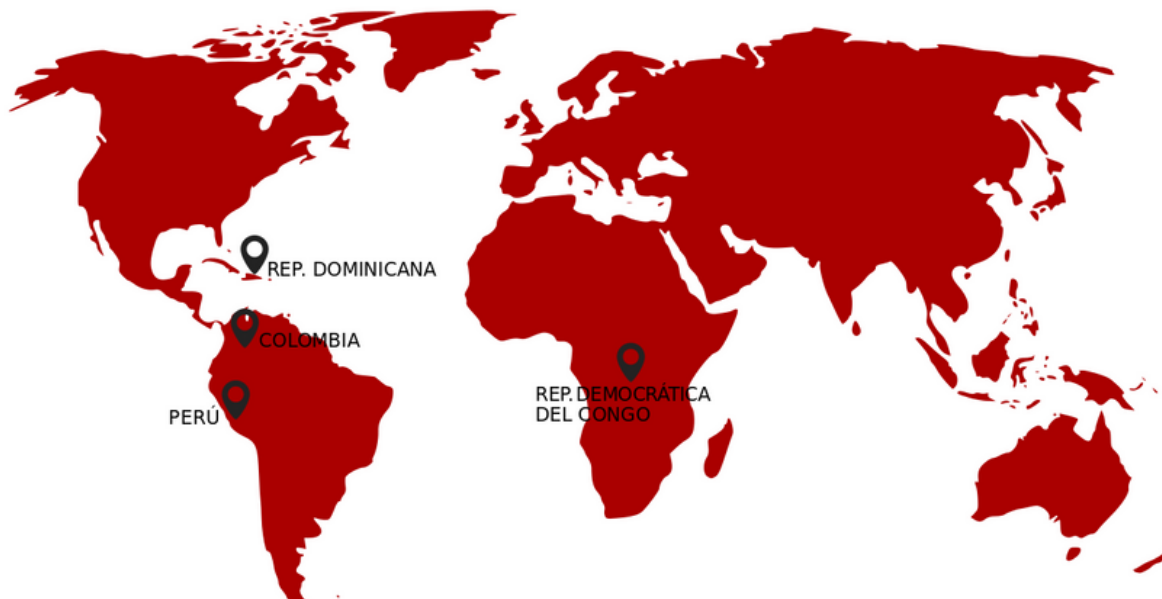 REP. DOMINICANA
COLOMBIA
REP.DEMOCRÁTICA
DEL CONGO
PERÚ